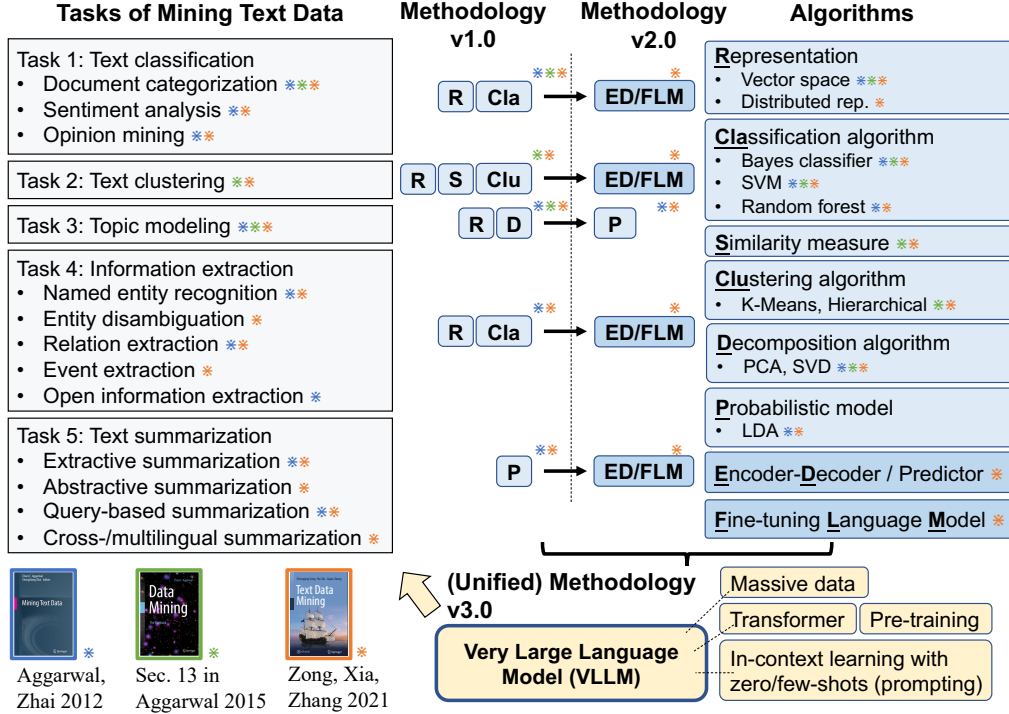 Tasks of Mining Text Data
Task 1: Text classification
• Document categorization ※※※
• Sentiment analysis ※※
• Opinion mining ※※
Task 2: Text clustering ※※
Task 3: Topic modeling ※※※
Task 4: Information extraction
• Named entity recognition ※※
• Entity disambiguation ※
• Relation extraction ※※
• Event extraction ※
• Open information extraction ※
Task 5: Text summarization
• Extractive summarization ※※
• Abstractive summarization ※
• Query-based summarization ※※
• Cross-/multilingual summarization ※
Methodology
v1.0
Methodology
v2.0
※※※ ※
R Cla ED/FLM
※※ ※
R S Clu ED/FLM
※※※ ※※
R D P
※※ ※
R Cla ED/FLM
※※ ※
P ED/FLM
Algorithms
Representation
• Vector space ※※※
• Distributed rep. ※
Classification algorithm
• Bayes classifier ※※※
• SVM ※※※
• Random forest ※※
Similarity measure ※※
Clustering algorithm
• K-Means, Hierarchical ※※
Decomposition algorithm
• PCA, SVD ※※※
Probabilistic model
• LDA ※※
Encoder-Decoder / Predictor ※
Fine-tuning Language Model ※
Mining Text Data
※
Aggarwal,
Zhai 2012
Data
Mining
※
Sec. 13 in
Aggarwal 2015
Text Data
Mining
※
Zong, Xia,
Zhang 2021
(Unified) Methodology
v3.0
Very Large Language
Model (VLLM)
Massive data
Transformer
Pre-training
In-context learning with
zero/few-shots (prompting)